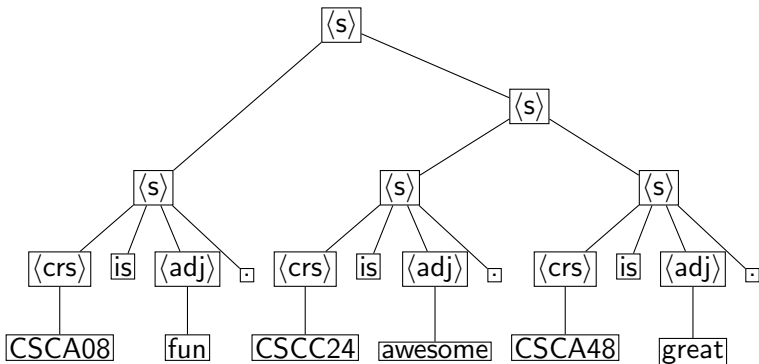 ⟨s⟩
⟨s⟩
⟨s⟩ ⟨s⟩ ⟨s⟩
⟨crs⟩ is ⟨adj⟩ . ⟨crs⟩ is ⟨adj⟩ . ⟨crs⟩ is ⟨adj⟩ .
CSCA08 fun CSCC24 awesome CSCA48 great